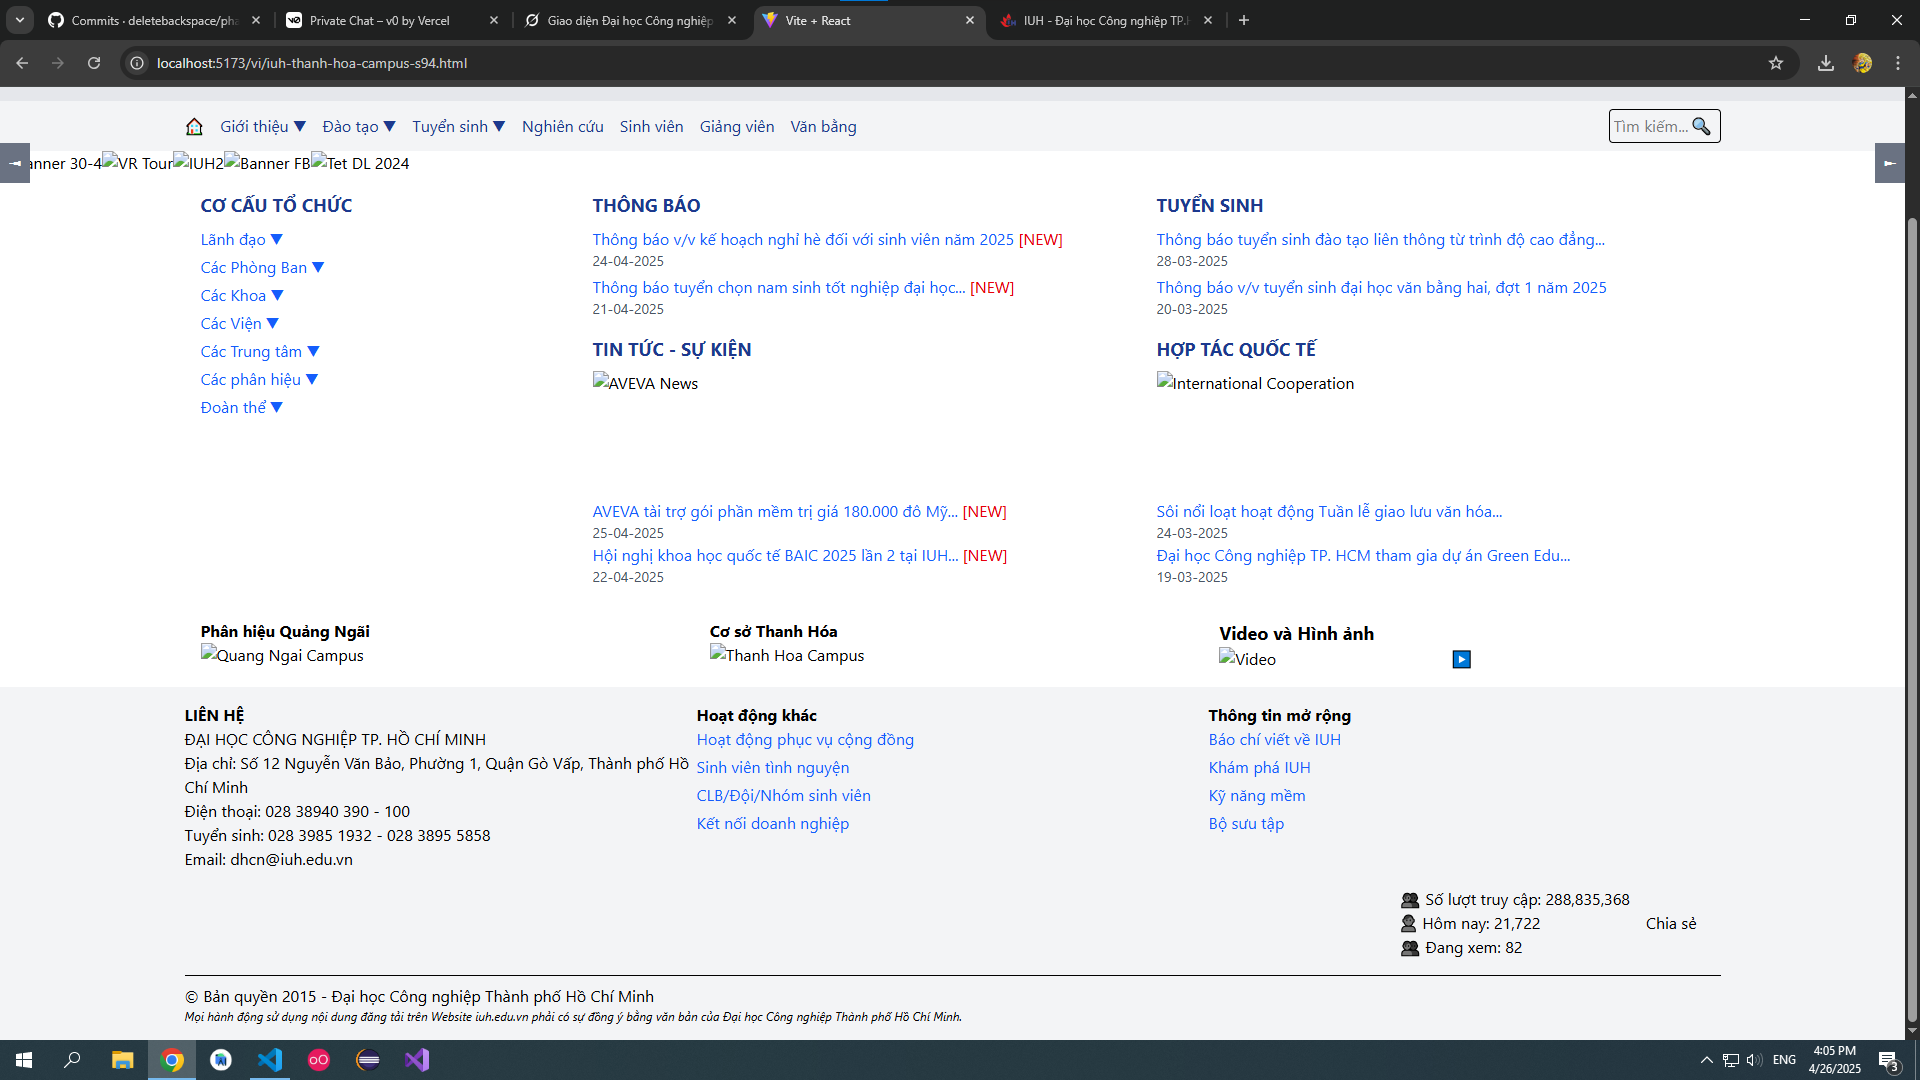 Commits · deletebackspace/pha
Private Chat – v0 by Vercel
Giao diện Đại học Công nghiệp
Vite + React
IUH - Đại học Công nghiệp TP.H
localhost:5173/vi/iuh-thanh-hoa-campus-s94.html
Giới thiệu ▼ Đào tạo ▼ Tuyển sinh ▼ Nghiên cứu Sinh viên Giảng viên Văn bằng
Tìm kiếm...
anner 30-4 VR Tour IUH2 Banner FB Tet DL 2024
CƠ CẤU TỔ CHỨC
Lãnh đạo ▼
Các Phòng Ban ▼
Các Khoa ▼
Các Viện ▼
Các Trung tâm ▼
Các phân hiệu ▼
Đoàn thể ▼
THÔNG BÁO
Thông báo v/v kế hoạch nghỉ hè đối với sinh viên năm 2025 [NEW]
24-04-2025
Thông báo tuyển chọn nam sinh tốt nghiệp đại học... [NEW]
21-04-2025
TUYỂN SINH
Thông báo tuyển sinh đào tạo liên thông từ trình độ cao đẳng...
28-03-2025
Thông báo v/v tuyển sinh đại học văn bằng hai, đợt 1 năm 2025
20-03-2025
TIN TỨC - SỰ KIỆN
AVEVA News
AVEVA tài trợ gói phần mềm trị giá 180.000 đô Mỹ... [NEW]
25-04-2025
Hội nghị khoa học quốc tế BAIC 2025 lần 2 tại IUH... [NEW]
22-04-2025
HỢP TÁC QUỐC TẾ
International Cooperation
Sôi nổi loạt hoạt động Tuần lễ giao lưu văn hóa...
24-03-2025
Đại học Công nghiệp TP. HCM tham gia dự án Green Edu...
19-03-2025
Phân hiệu Quảng Ngãi
Quang Ngai Campus
Cơ sở Thanh Hóa
Thanh Hoa Campus
Video và Hình ảnh
Video
LIÊN HỆ
ĐẠI HỌC CÔNG NGHIỆP TP. HỒ CHÍ MINH
Địa chỉ: Số 12 Nguyễn Văn Bảo, Phường 1, Quận Gò Vấp, Thành phố Hồ
Chí Minh
Điện thoại: 028 38940 390 - 100
Tuyển sinh: 028 3985 1932 - 028 3895 5858
Email: dhcn@iuh.edu.vn
Hoạt động khác
Hoạt động phục vụ cộng đồng
Sinh viên tình nguyện
CLB/Đội/Nhóm sinh viên
Kết nối doanh nghiệp
Thông tin mở rộng
Báo chí viết về IUH
Khám phá IUH
Kỹ năng mềm
Bộ sưu tập
Số lượt truy cập: 288,835,368
Hôm nay: 21,722
Đang xem: 82
Chia sẻ
© Bản quyền 2015 - Đại học Công nghiệp Thành phố Hồ Chí Minh
Mọi hành động sử dụng nội dung đăng tải trên Website iuh.edu.vn phải có sự đồng ý bằng văn bản của Đại học Công nghiệp Thành phố Hồ Chí Minh.
ENG
4:05 PM
4/26/2025
3